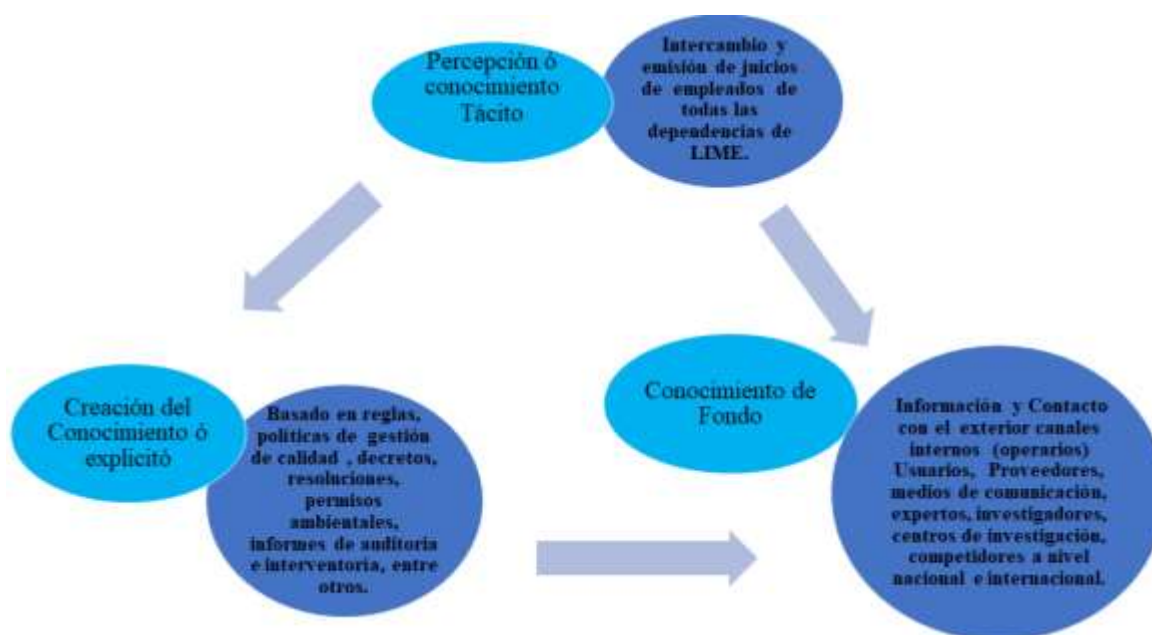 Percepción ó
conocimiento
Tácito
Intercambio y
emisión de juicios
de empleados de
todas las
dependencias de
LIME.
Creación del
Conocimiento ó
explicitó
Basado en reglas,
políticas de gestión
de calidad , decretos,
resoluciones,
permisos
ambientales,
informes de auditoria
e interventoría, entre
otros.
Conocimiento de
Fondo
Información y Contacto
con el exterior canales
internos (operarios)
Usuarios, Proveedores,
medios de comunicación,
expertos, investigadores,
centros de investigación,
competidores a nivel
nacional e internacional.